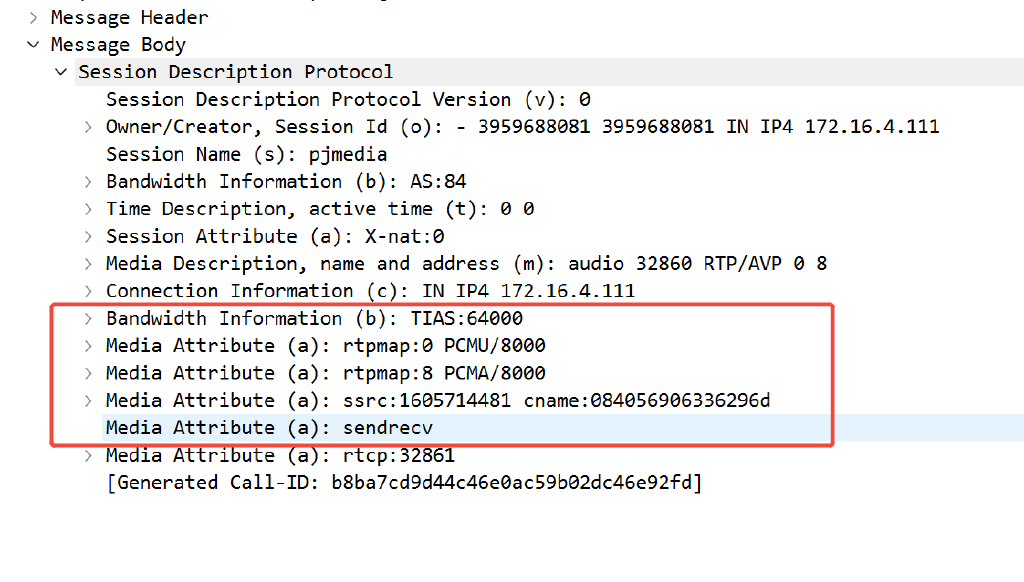 Message Header
Message Body
Session Description Protocol
Session Description Protocol Version (v): 0
Owner/Creator, Session Id (o): - 3959688081 3959688081 IN IP4 172.16.4.111
Session Name (s): pjmedia
Bandwidth Information (b): AS:84
Time Description, active time (t): 0 0
Session Attribute (a): X-nat:0
Media Description, name and address (m): audio 32860 RTP/AVP 0 8
Connection Information (c): IN IP4 172.16.4.111
Bandwidth Information (b): TIAS:64000
Media Attribute (a): rtpmap:0 PCMU/8000
Media Attribute (a): rtpmap:8 PCMA/8000
Media Attribute (a): ssrc:1605714481 cname:084056906336296d
Media Attribute (a): sendrecv
Media Attribute (a): rtcp:32861
[Generated Call-ID: b8ba7cd9d44c46e0ac59b02dc46e92fd]